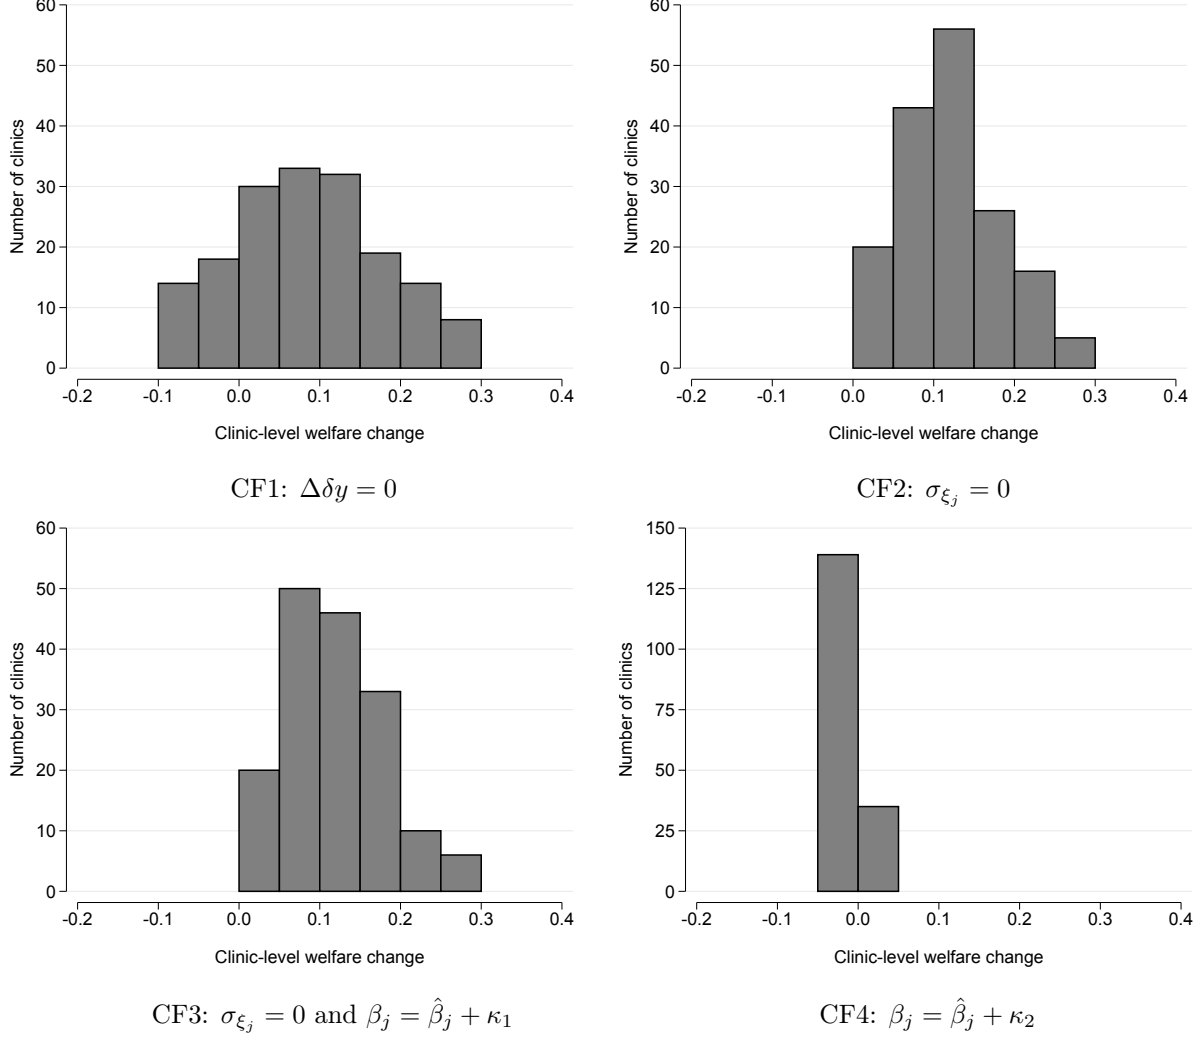 60
50
40
30
20
10
0
Number of clinics
-0.2 -0.1 0.0 0.1 0.2 0.3 0.4
Clinic-level welfare change
CF1: Δδy = 0
60
50
40
30
20
10
0
Number of clinics
-0.2 -0.1 0.0 0.1 0.2 0.3 0.4
Clinic-level welfare change
CF2: σ_{ξ_j} = 0
60
50
40
30
20
10
0
Number of clinics
-0.2 -0.1 0.0 0.1 0.2 0.3 0.4
Clinic-level welfare change
CF3: σ_{ξ_j} = 0 and β_j = β̂_j + κ_1
150
125
100
75
50
25
0
Number of clinics
-0.2 -0.1 0.0 0.1 0.2 0.3 0.4
Clinic-level welfare change
CF4: β_j = β̂_j + κ_2